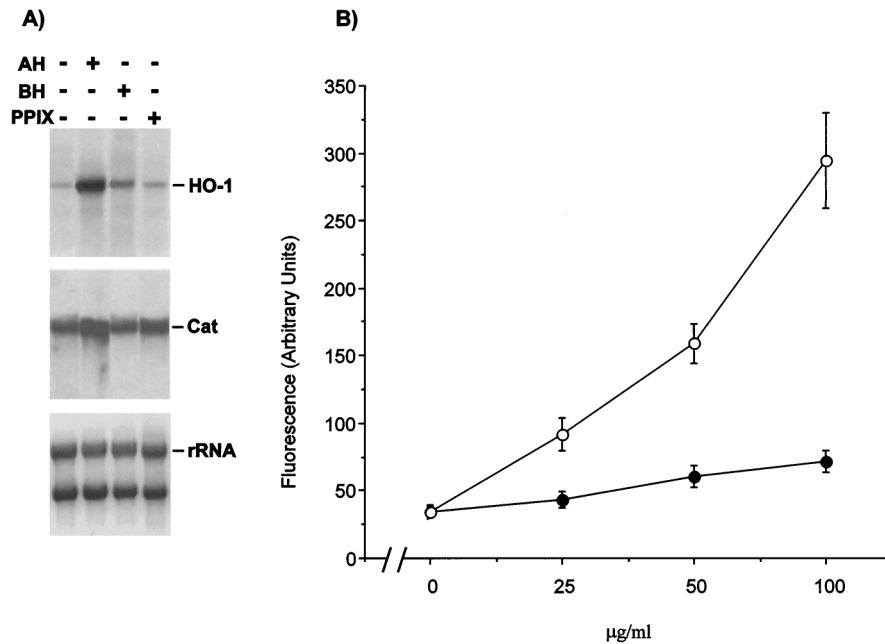 A)
AH - + - -
BH - - + -
PPIX - - - +
HO-1
Cat
rRNA
B)
Fluorescence (Arbitrary Units)
350
300
250
200
150
100
50
0
0 25 50 100
μg/ml